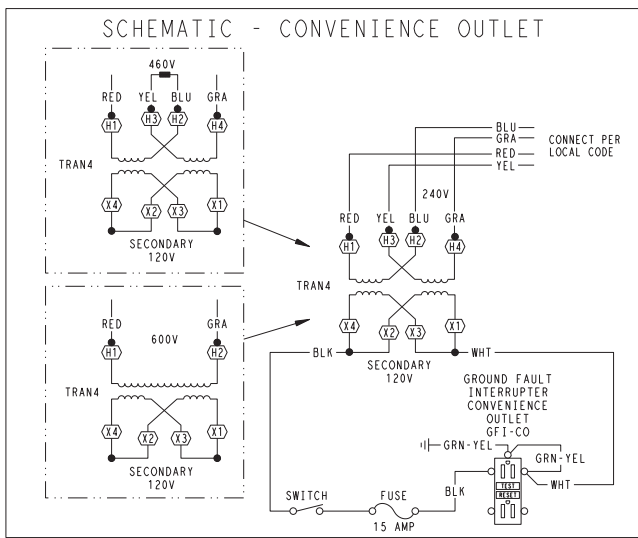 SCHEMATIC - CONVENIENCE OUTLET
460V
RED YEL BLU GRA
H1 H3 H2 H4
TRAN4
X4 X2 X3 X1
SECONDARY
120V
600V
RED GRA
H1 H2
TRAN4
X4 X2 X3 X1
SECONDARY
120V
BLU
GRA
RED
YEL
CONNECT PER
LOCAL CODE
240V
RED YEL BLU GRA
H1 H3 H2 H4
TRAN4
X4 X2 X3 X1
BLK
WHT
SECONDARY
120V
GROUND FAULT
INTERRUPTER
CONVENIENCE
OUTLET
GFI-CO
GRN-YEL
GRN-YEL
WHT
BLK
TEST
RESET
SWITCH
FUSE
15 AMP